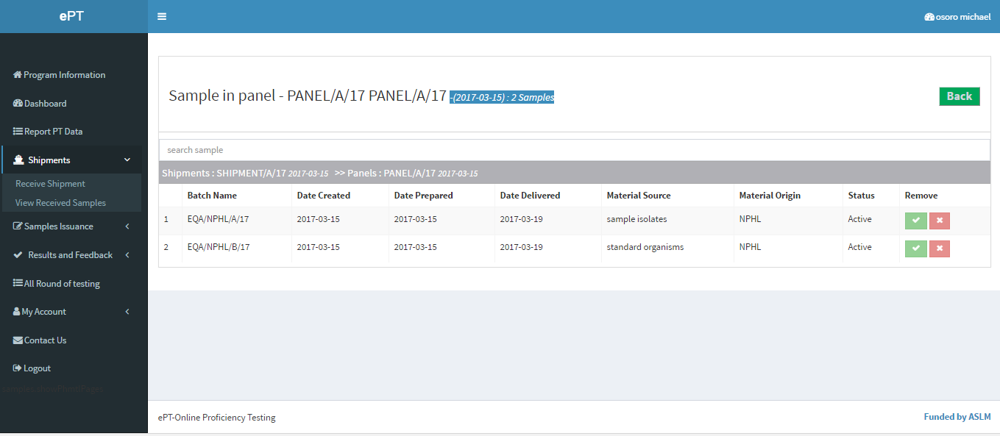 ePT
osoro michael
Program Information
Dashboard
Report PT Data
Shipments
Receive Shipment
View Received Samples
Samples Issuance
Results and Feedback
All Round of testing
My Account
Contact Us
Logout
Sample in panel - PANEL/A/17 PANEL/A/17 -(2017-03-15) : 2 Samples
Back
search sample
Shipments : SHIPMENT/A/17 2017-03-15 >> Panels : PANEL/A/17 2017-03-15
Batch Name Date Created Date Prepared Date Delivered Material Source Material Origin Status Remove
1 EQA/NPHL/A/17 2017-03-15 2017-03-15 2017-03-19 sample isolates NPHL Active
2 EQA/NPHL/B/17 2017-03-15 2017-03-15 2017-03-19 standard organisms NPHL Active
ePT-Online Proficiency Testing
Funded by ASLM